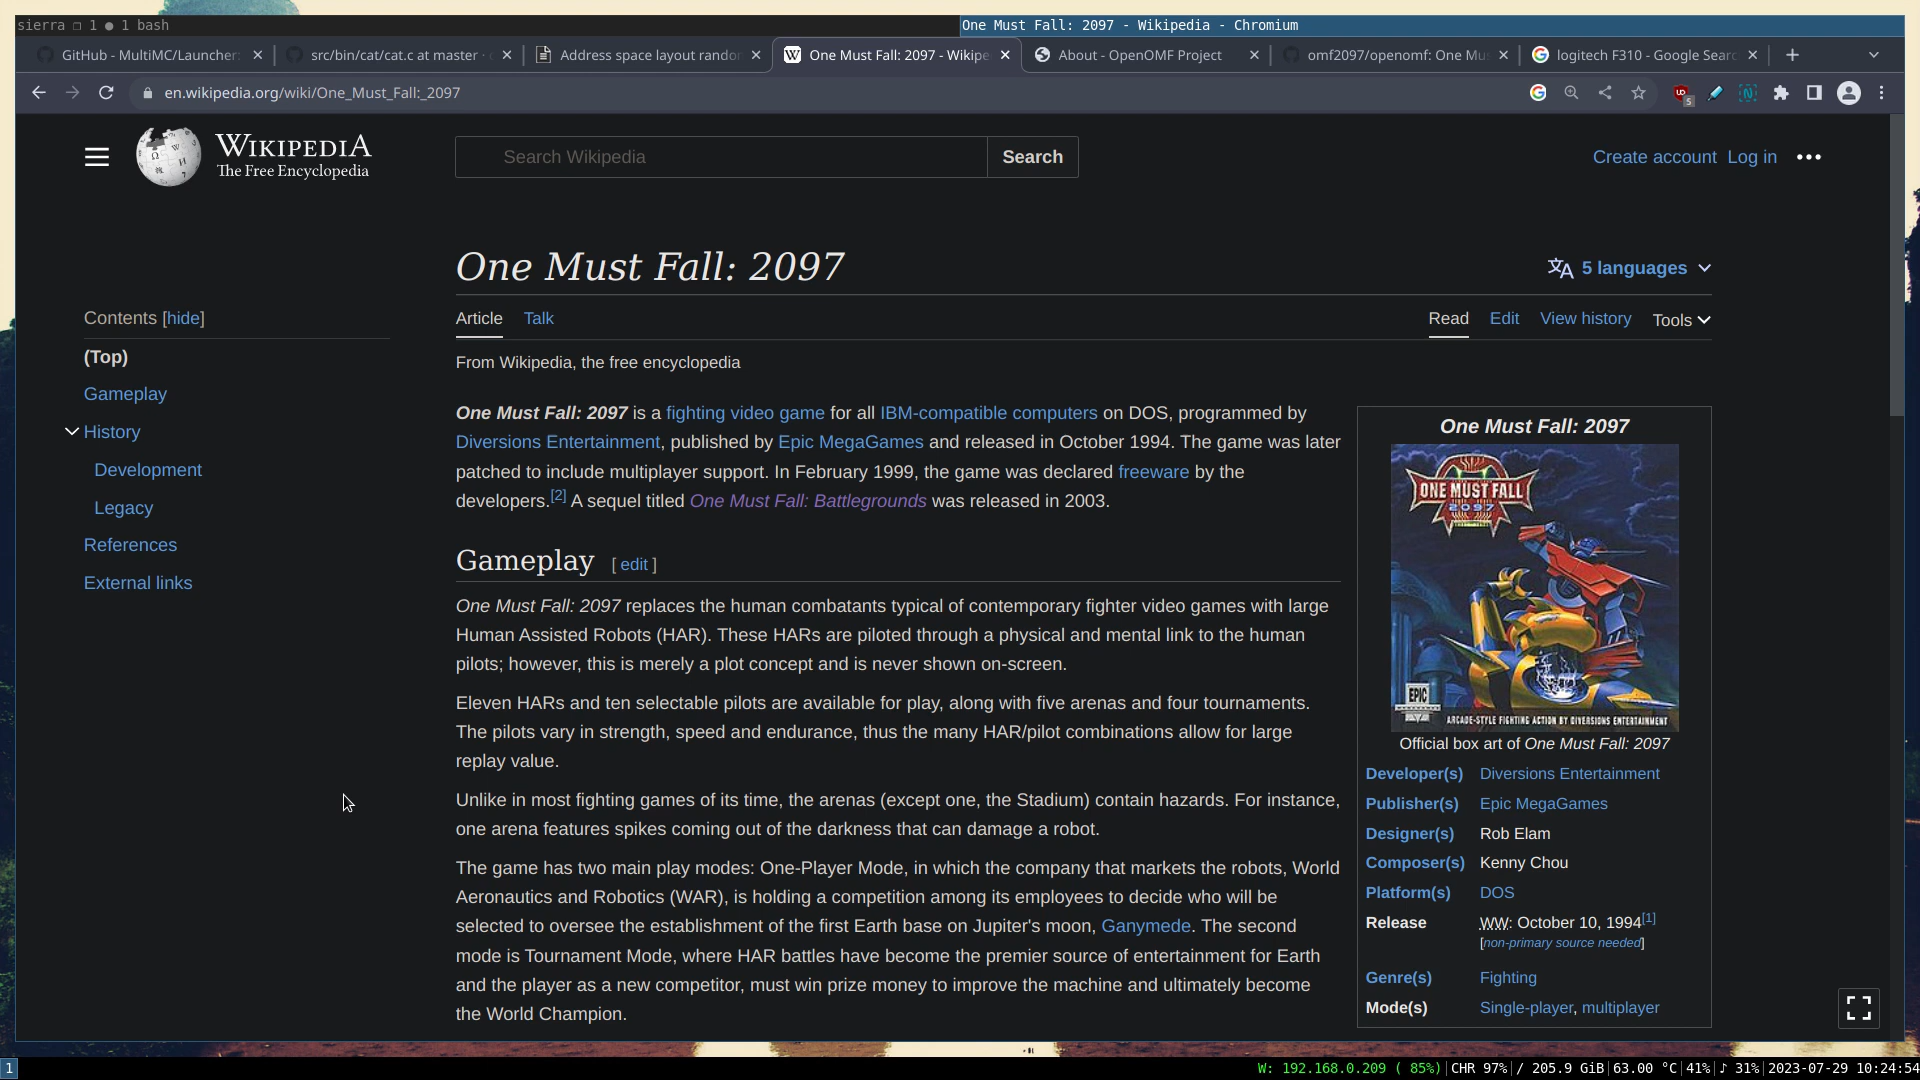 sierra ❐ 1 ● 1 bash
One Must Fall: 2097 - Wikipedia - Chromium
GitHub - MultiMC/Launcher:
src/bin/cat/cat.c at master ·
Address space layout random
One Must Fall: 2097 - Wikipe
About - OpenOMF Project
omf2097/openomf: One Mus
logitech F310 - Google Searc
en.wikipedia.org/wiki/One_Must_Fall:_2097
5
WIKIPEDIA
The Free Encyclopedia
Search Wikipedia
Search
Create account
Log in
One Must Fall: 2097
5 languages
Contents [hide]
(Top)
Gameplay
History
Development
Legacy
References
External links
Article
Talk
Read
Edit
View history
Tools
From Wikipedia, the free encyclopedia
One Must Fall: 2097 is a fighting video game for all IBM-compatible computers on DOS, programmed by
Diversions Entertainment, published by Epic MegaGames and released in October 1994. The game was later
patched to include multiplayer support. In February 1999, the game was declared freeware by the
developers.[2] A sequel titled One Must Fall: Battlegrounds was released in 2003.
Gameplay [ edit ]
One Must Fall: 2097 replaces the human combatants typical of contemporary fighter video games with large
Human Assisted Robots (HAR). These HARs are piloted through a physical and mental link to the human
pilots; however, this is merely a plot concept and is never shown on-screen.
Eleven HARs and ten selectable pilots are available for play, along with five arenas and four tournaments.
The pilots vary in strength, speed and endurance, thus the many HAR/pilot combinations allow for large
replay value.
Unlike in most fighting games of its time, the arenas (except one, the Stadium) contain hazards. For instance,
one arena features spikes coming out of the darkness that can damage a robot.
The game has two main play modes: One-Player Mode, in which the company that markets the robots, World
Aeronautics and Robotics (WAR), is holding a competition among its employees to decide who will be
selected to oversee the establishment of the first Earth base on Jupiter's moon, Ganymede. The second
mode is Tournament Mode, where HAR battles have become the premier source of entertainment for Earth
and the player as a new competitor, must win prize money to improve the machine and ultimately become
the World Champion.
One Must Fall: 2097
ONE MUST FALL
2097
EPIC
ARCADE-STYLE FIGHTING ACTION BY DIVERSIONS ENTERTAINMENT
Official box art of One Must Fall: 2097
Developer(s) Diversions Entertainment
Publisher(s) Epic MegaGames
Designer(s) Rob Elam
Composer(s) Kenny Chou
Platform(s) DOS
Release WW: October 10, 1994[1]
[non-primary source needed]
Genre(s) Fighting
Mode(s) Single-player, multiplayer
1
W: 192.168.0.209 ( 85%)|CHR 97%|/ 205.9 GiB|63.00 °C|41%|♪ 31%|2023-07-29 10:24:54